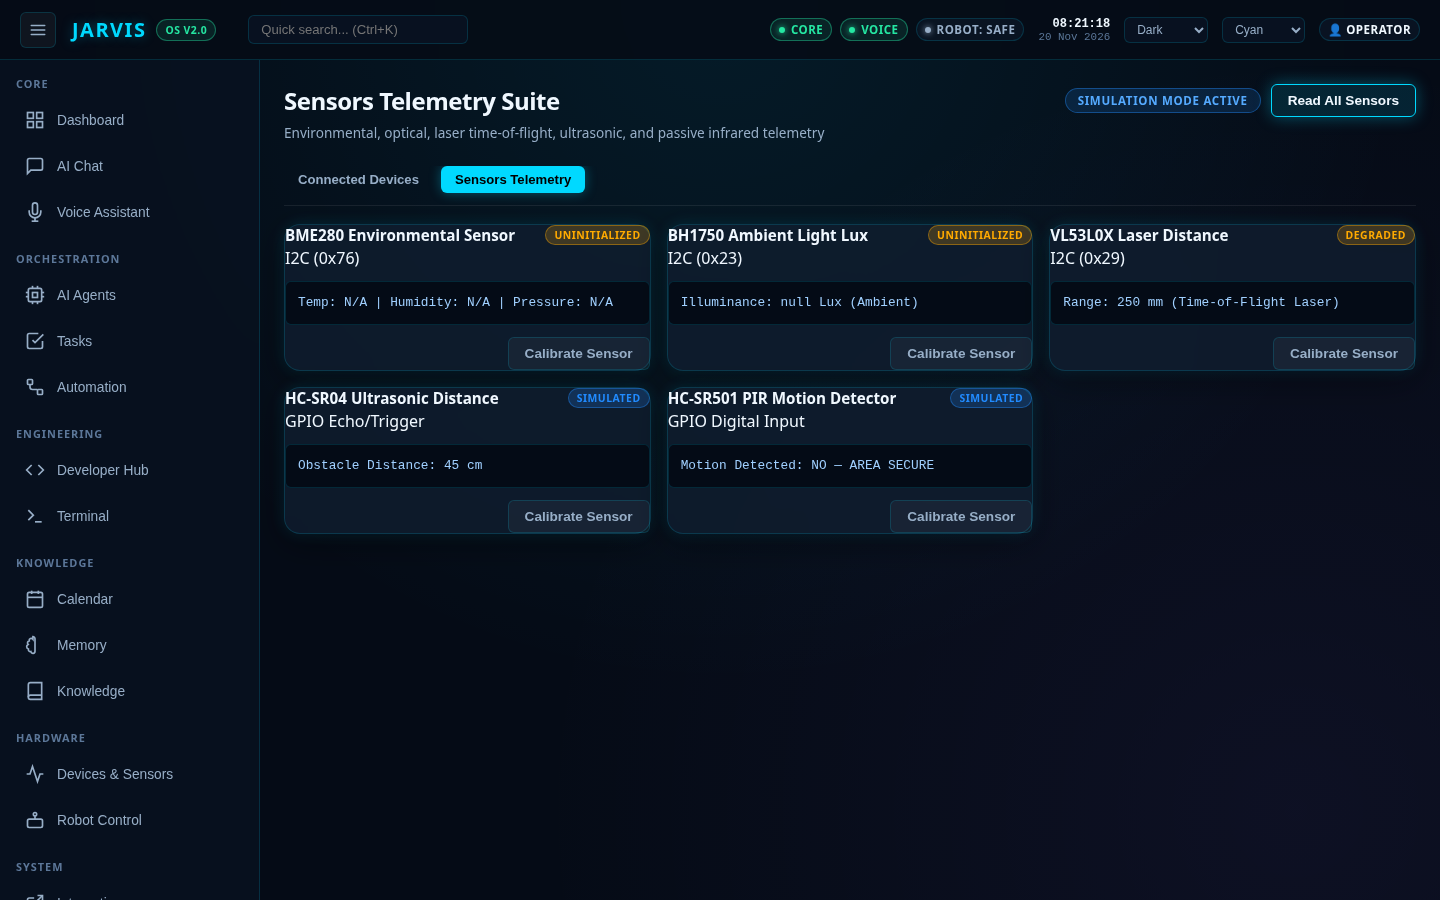 JARVIS
OS V2.0
Quick search... (Ctrl+K)
CORE
VOICE
ROBOT: SAFE
08:21:18
20 Nov 2026
Dark
Cyan
OPERATOR
CORE
Dashboard
AI Chat
Voice Assistant
ORCHESTRATION
AI Agents
Tasks
Automation
ENGINEERING
Developer Hub
Terminal
KNOWLEDGE
Calendar
Memory
Knowledge
HARDWARE
Devices & Sensors
Robot Control
SYSTEM
Sensors Telemetry Suite
SIMULATION MODE ACTIVE
Read All Sensors
Environmental, optical, laser time-of-flight, ultrasonic, and passive infrared telemetry
Connected Devices
Sensors Telemetry
BME280 Environmental Sensor
UNINITIALIZED
I2C (0x76)
Temp: N/A | Humidity: N/A | Pressure: N/A
Calibrate Sensor
BH1750 Ambient Light Lux
UNINITIALIZED
I2C (0x23)
Illuminance: null Lux (Ambient)
Calibrate Sensor
VL53L0X Laser Distance
DEGRADED
I2C (0x29)
Range: 250 mm (Time-of-Flight Laser)
Calibrate Sensor
HC-SR04 Ultrasonic Distance
SIMULATED
GPIO Echo/Trigger
Obstacle Distance: 45 cm
Calibrate Sensor
HC-SR501 PIR Motion Detector
SIMULATED
GPIO Digital Input
Motion Detected: NO — AREA SECURE
Calibrate Sensor